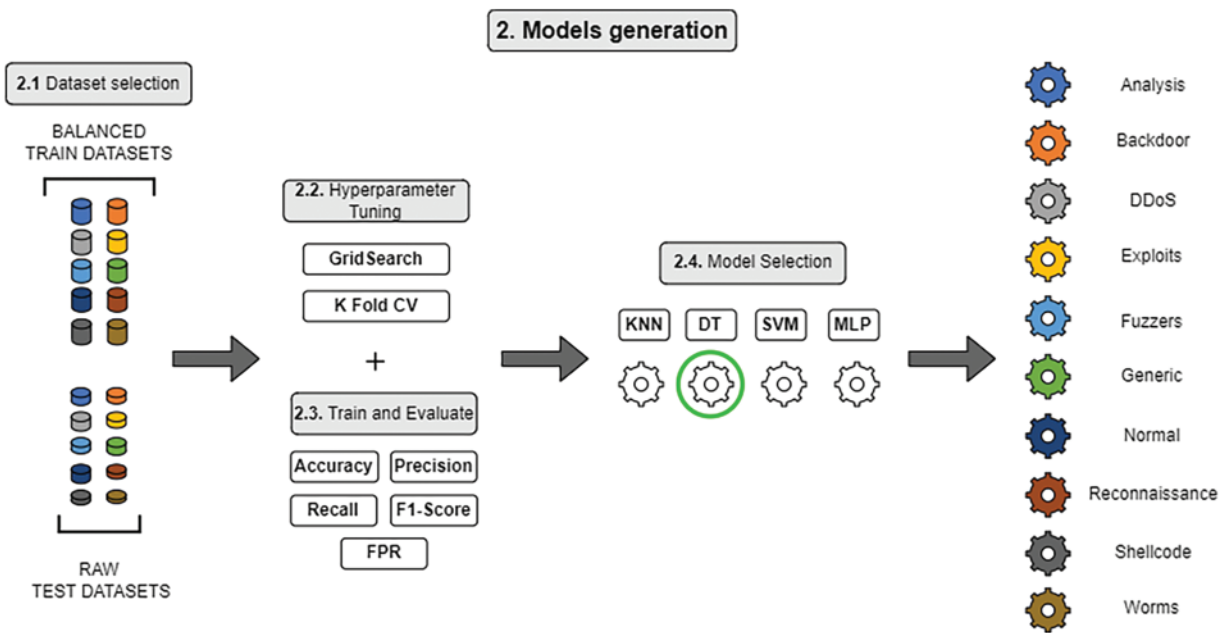 2. Models generation
2.1 Dataset selection
BALANCED
TRAIN DATASETS
RAW
TEST DATASETS
2.2. Hyperparameter
Tuning
GridSearch
K Fold CV
+
2.3. Train and Evaluate
Accuracy
Precision
Recall
F1-Score
FPR
2.4. Model Selection
KNN
DT
SVM
MLP
Analysis
Backdoor
DDoS
Exploits
Fuzzers
Generic
Normal
Reconnaissance
Shellcode
Worms